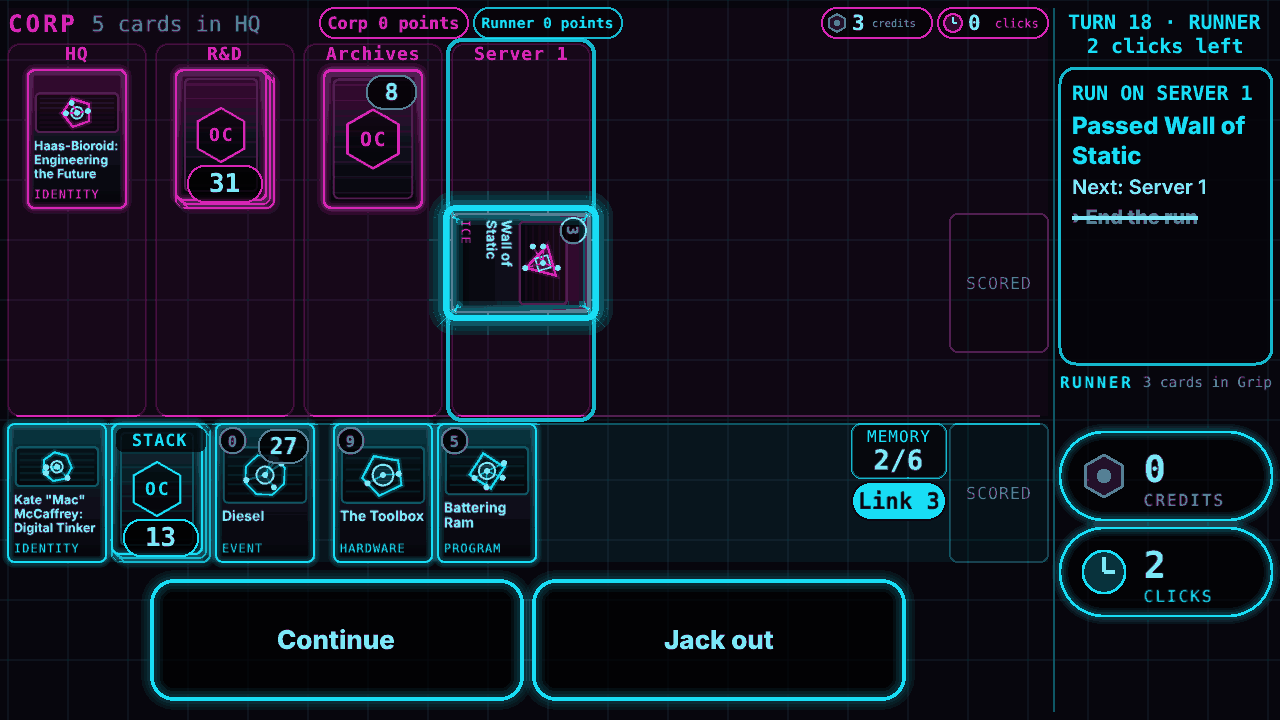 CORP 5 cards in HQ
Corp 0 points
Runner 0 points
3 credits
0 clicks
TURN 18 · RUNNER
2 clicks left
HQ
R&D
Archives
Server 1
Haas-Bioroid:
Engineering
the Future
IDENTITY
OC
31
8
OC
ICE
Wall of
Static
3
SCORED
RUN ON SERVER 1
Passed Wall of
Static
Next: Server 1
› End the run
RUNNER 3 cards in Grip
Kate "Mac"
McCaffrey:
Digital Tinker
IDENTITY
STACK
OC
13
0
27
Diesel
EVENT
9
The Toolbox
HARDWARE
5
Battering
Ram
PROGRAM
MEMORY
2/6
Link 3
SCORED
0
CREDITS
2
CLICKS
Continue
Jack out